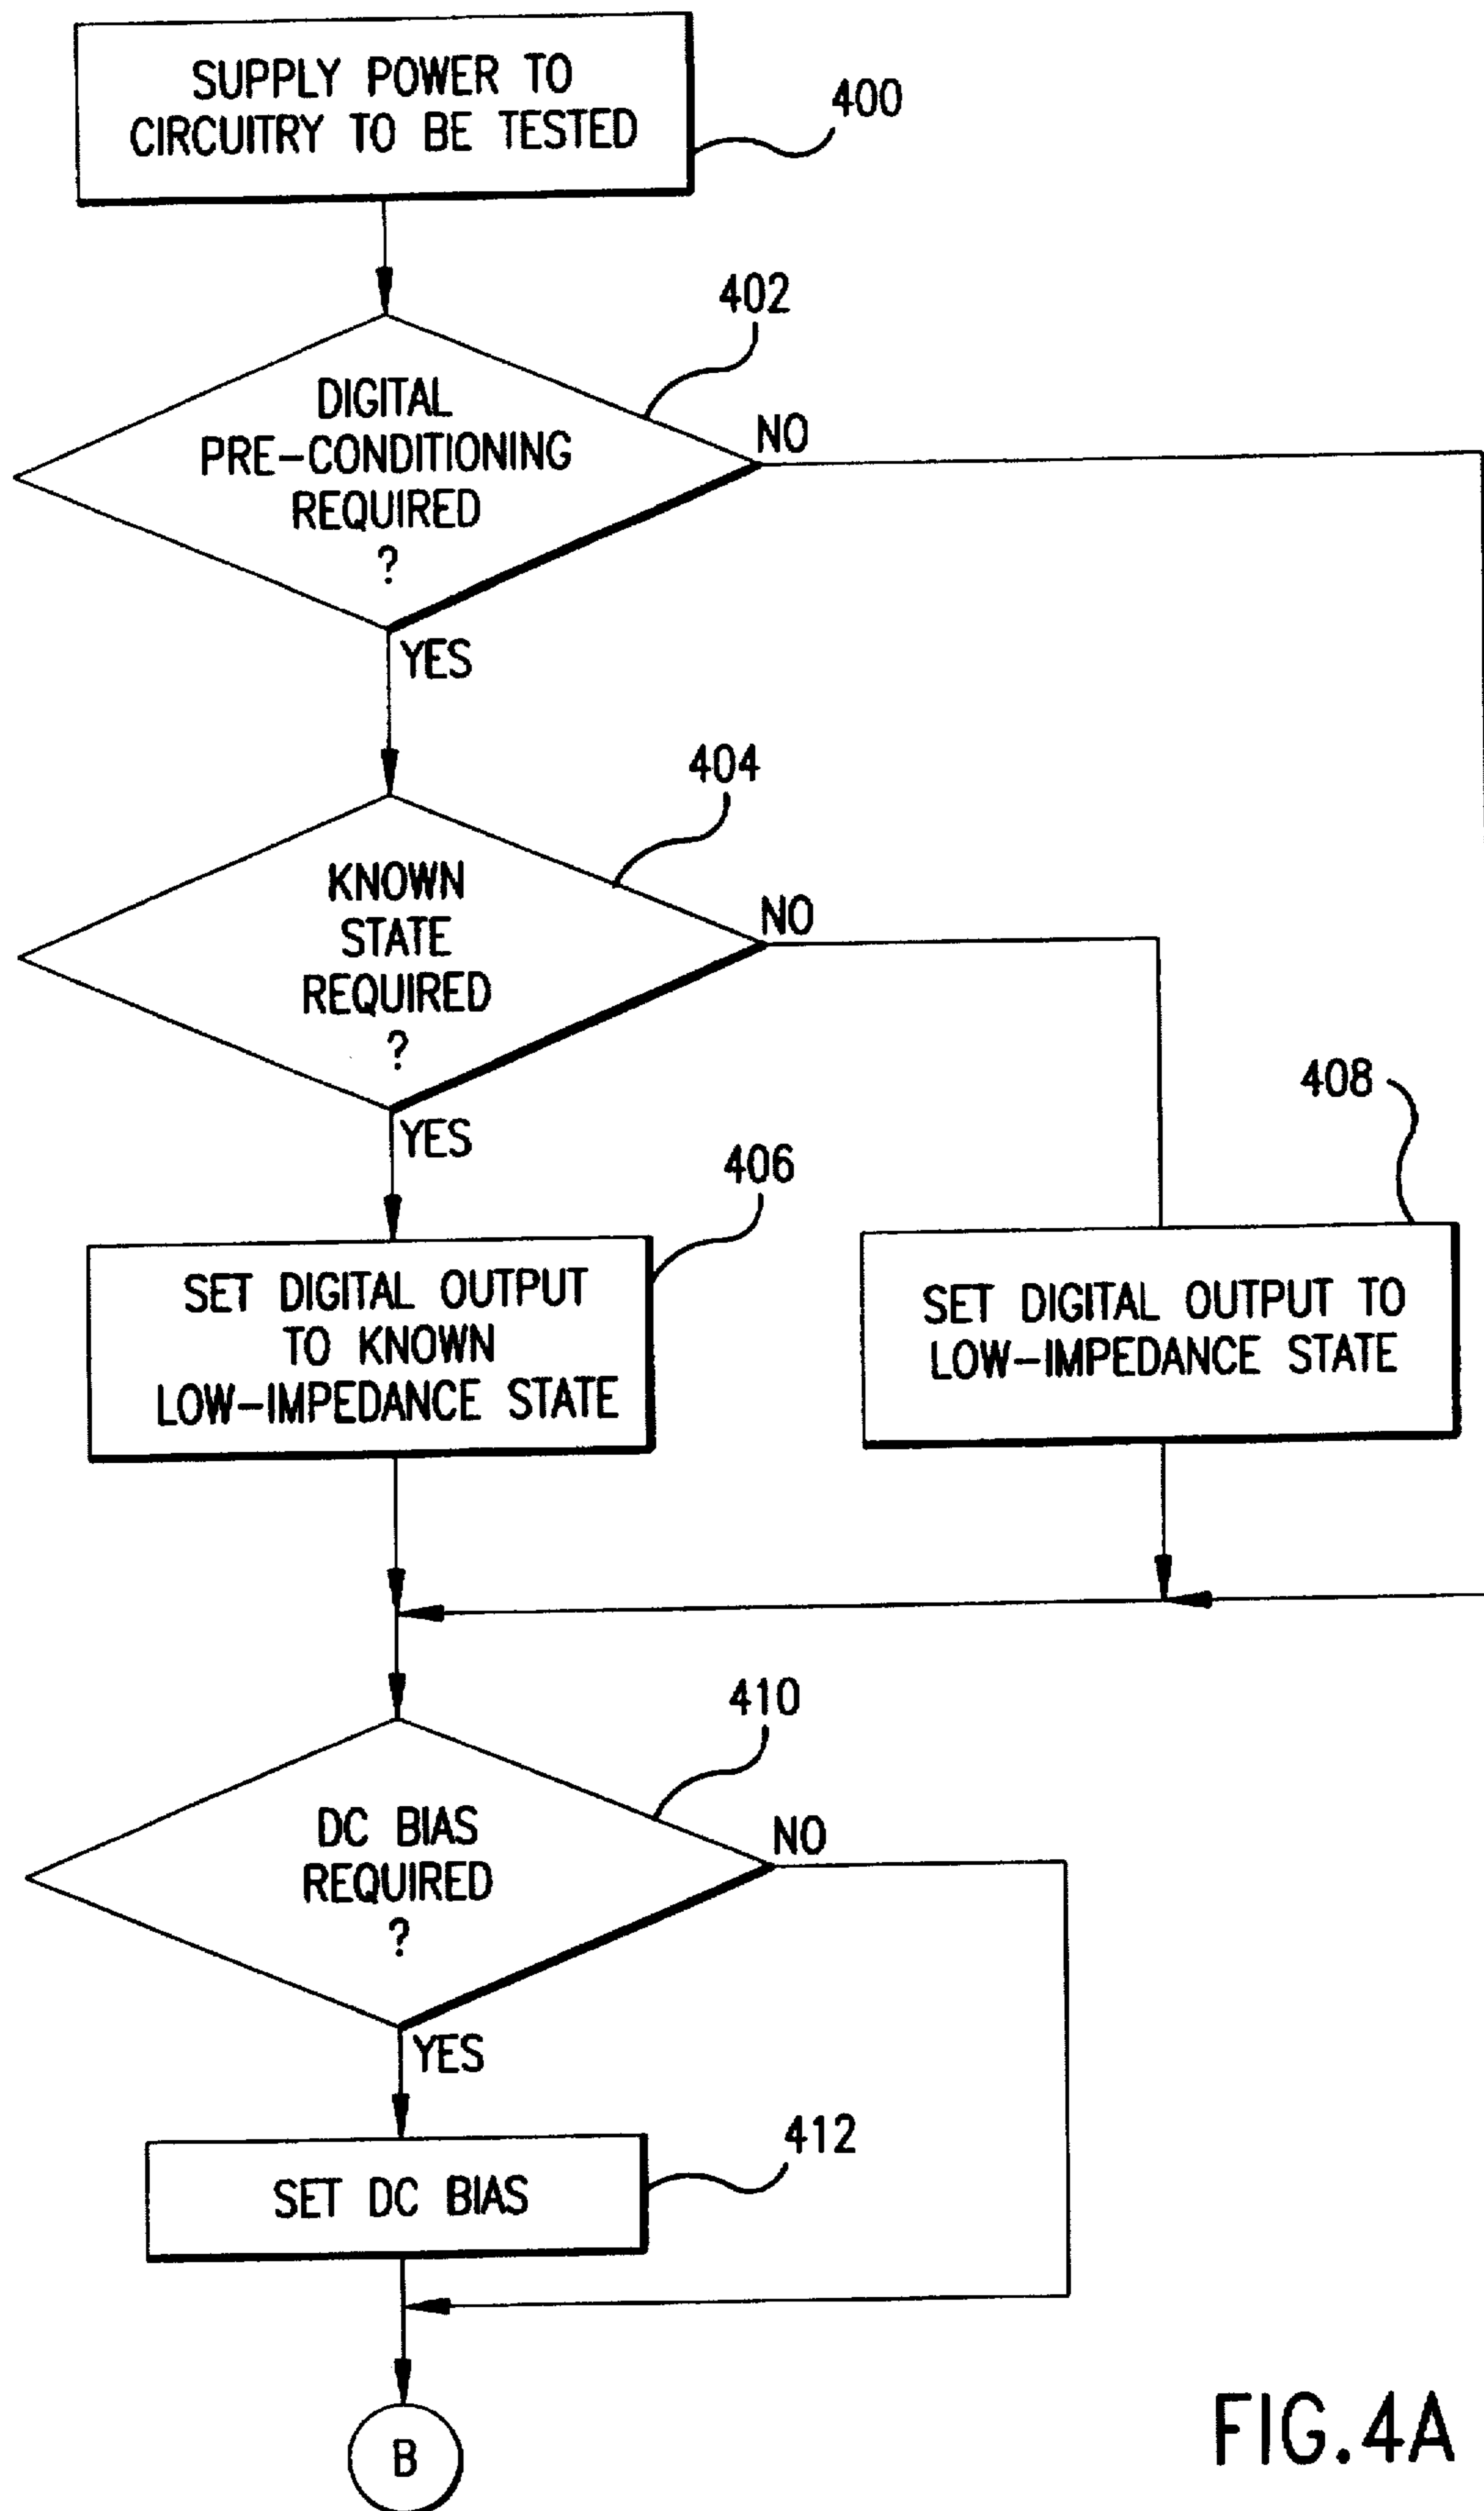 SUPPLY POWER TO
CIRCUITRY TO BE TESTED
400
402
DIGITAL
PRE-CONDITIONING
REQUIRED
?
NO
YES
404
KNOWN
STATE
REQUIRED
?
NO
YES
406
408
SET DIGITAL OUTPUT
TO KNOWN
LOW-IMPEDANCE STATE
SET DIGITAL OUTPUT TO
LOW-IMPEDANCE STATE
410
DC BIAS
REQUIRED
?
NO
YES
412
SET DC BIAS
B
FIG.4A